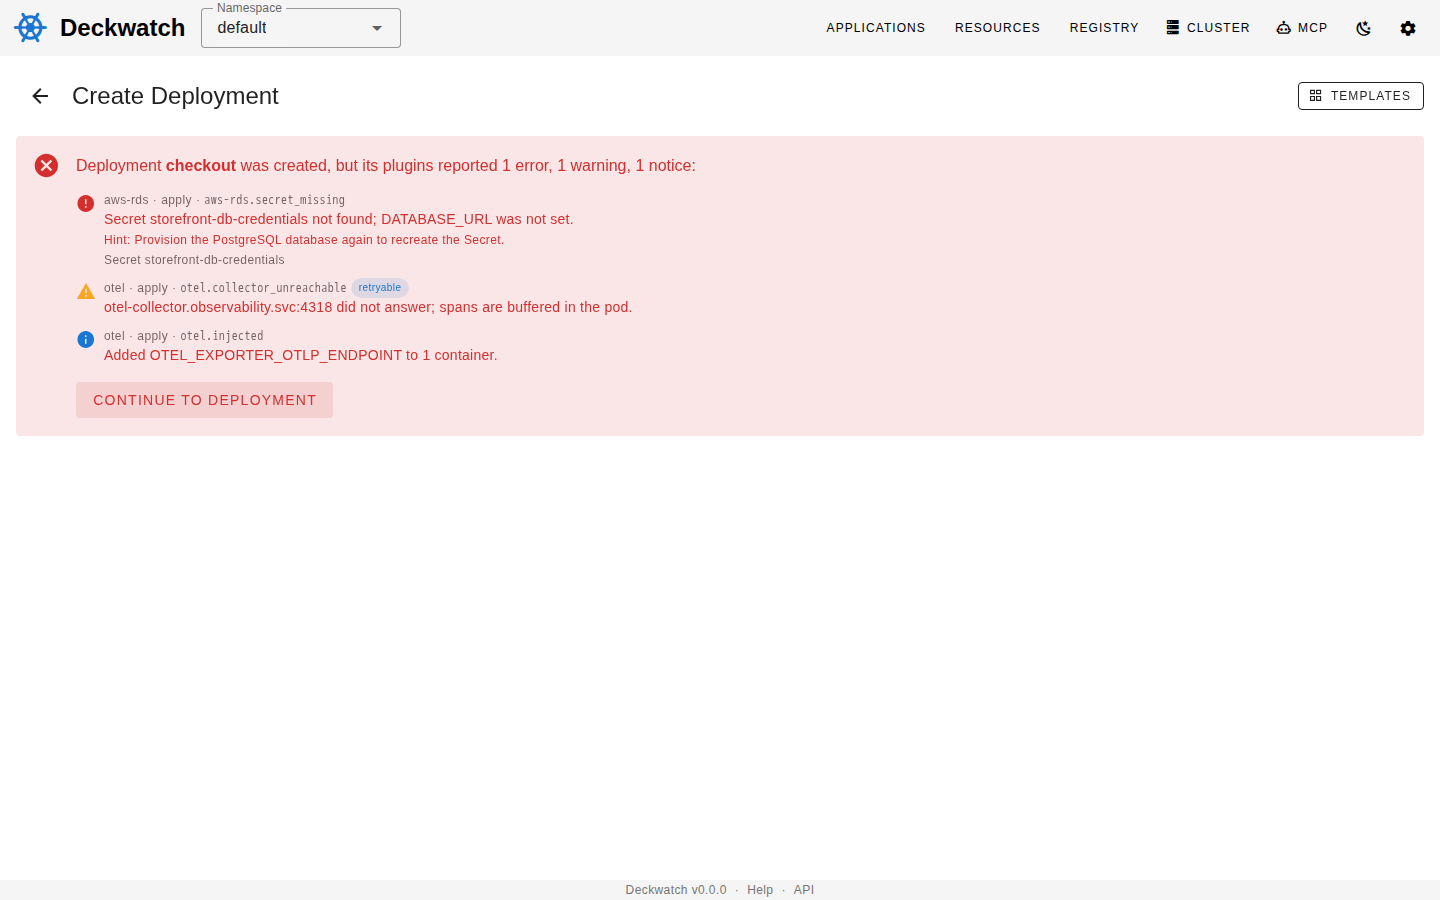 Deckwatch
Namespace
default
APPLICATIONS
RESOURCES
REGISTRY
CLUSTER
MCP
Create Deployment
TEMPLATES
Deployment checkout was created, but its plugins reported 1 error, 1 warning, 1 notice:
aws-rds · apply · aws-rds.secret_missing
Secret storefront-db-credentials not found; DATABASE_URL was not set.
Hint: Provision the PostgreSQL database again to recreate the Secret.
Secret storefront-db-credentials
otel · apply · otel.collector_unreachable retryable
otel-collector.observability.svc:4318 did not answer; spans are buffered in the pod.
otel · apply · otel.injected
Added OTEL_EXPORTER_OTLP_ENDPOINT to 1 container.
CONTINUE TO DEPLOYMENT
Deckwatch v0.0.0 · Help · API